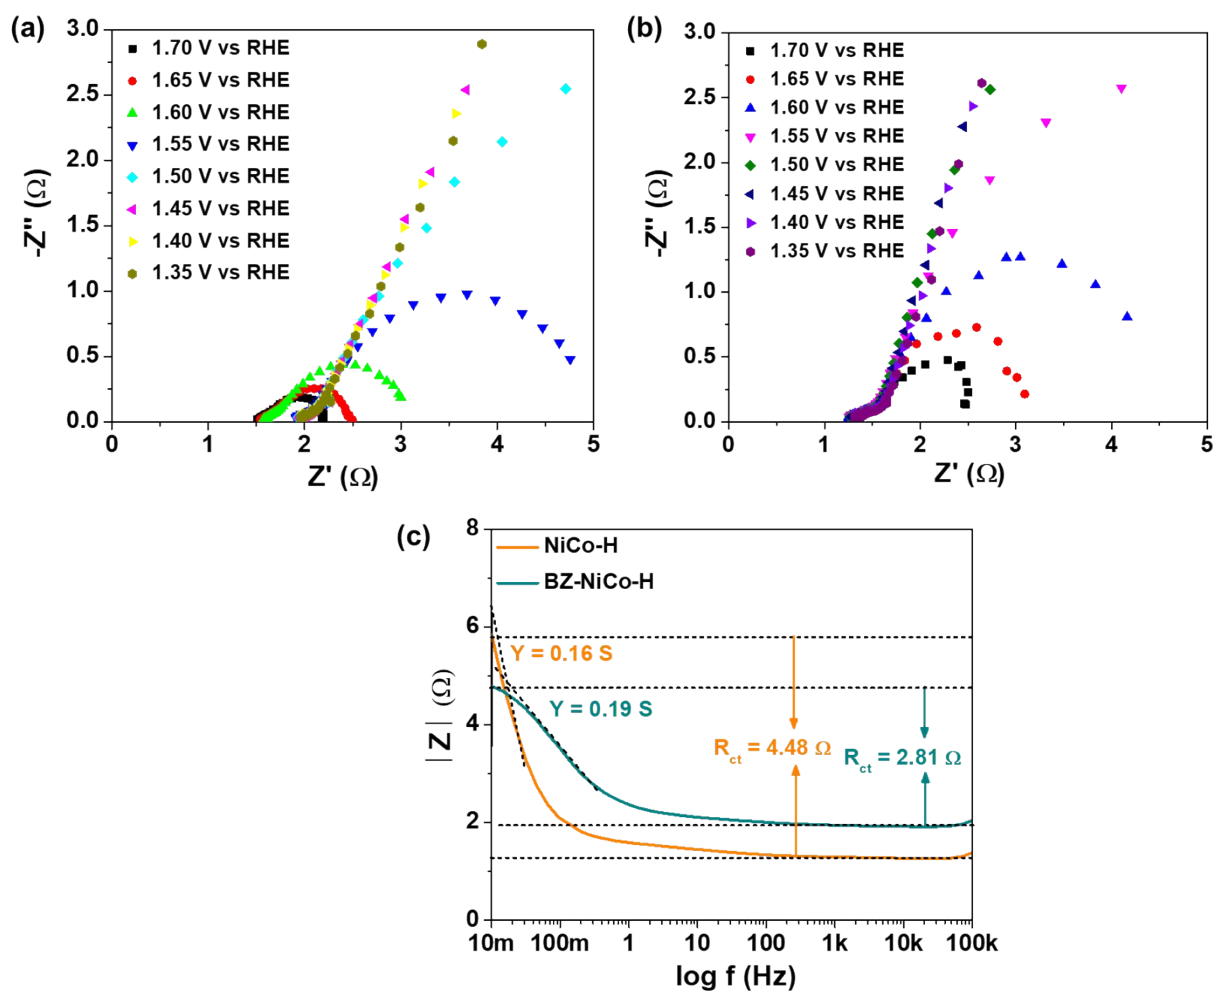 (a)
3.0
2.5
2.0
1.5
1.0
0.5
0.0
-Z'' (Ω)
1.70 V vs RHE
1.65 V vs RHE
1.60 V vs RHE
1.55 V vs RHE
1.50 V vs RHE
1.45 V vs RHE
1.40 V vs RHE
1.35 V vs RHE
0 1 2 3 4 5
Z' (Ω)
(b)
3.0
2.5
2.0
1.5
1.0
0.5
0.0
-Z'' (Ω)
1.70 V vs RHE
1.65 V vs RHE
1.60 V vs RHE
1.55 V vs RHE
1.50 V vs RHE
1.45 V vs RHE
1.40 V vs RHE
1.35 V vs RHE
0 1 2 3 4 5
Z' (Ω)
(c)
8
6
4
2
0
| Z | (Ω)
NiCo-H
BZ-NiCo-H
Y = 0.16 S
Y = 0.19 S
Rct = 4.48 Ω
Rct = 2.81 Ω
10m 100m 1 10 100 1k 10k 100k
log f (Hz)